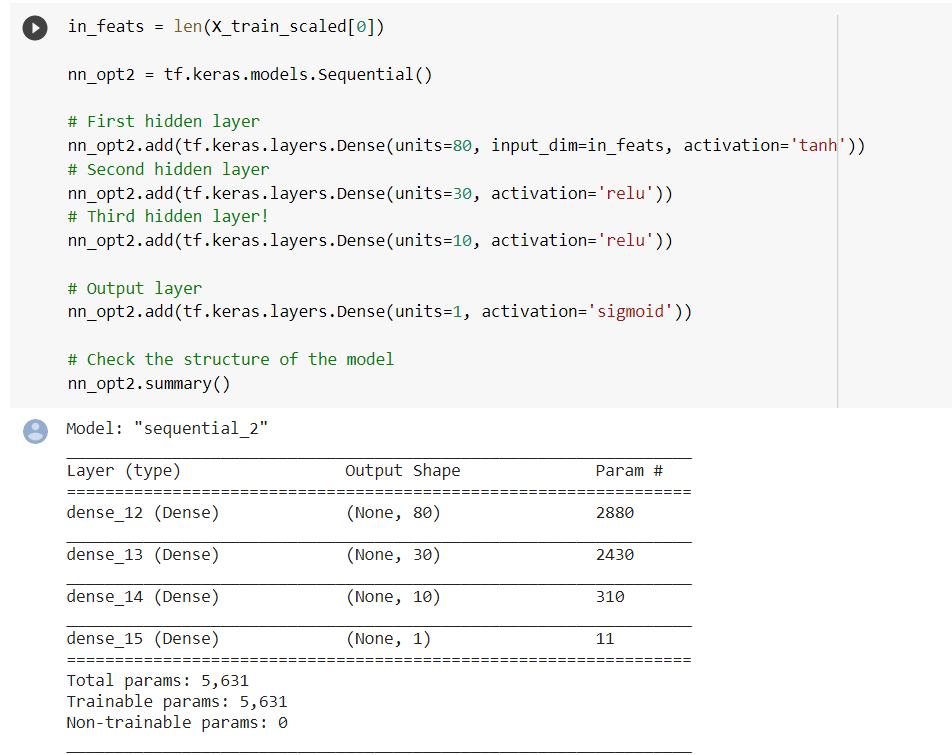 in_feats = len(X_train_scaled[0])
nn_opt2 = tf.keras.models.Sequential()
# First hidden layer
nn_opt2.add(tf.keras.layers.Dense(units=80, input_dim=in_feats, activation='tanh'))
# Second hidden layer
nn_opt2.add(tf.keras.layers.Dense(units=30, activation='relu'))
# Third hidden layer!
nn_opt2.add(tf.keras.layers.Dense(units=10, activation='relu'))
# Output layer
nn_opt2.add(tf.keras.layers.Dense(units=1, activation='sigmoid'))
# Check the structure of the model
nn_opt2.summary()
Model: "sequential_2"
_________________________________________________________________
Layer (type)                 Output Shape              Param #
=================================================================
dense_12 (Dense)             (None, 80)                2880
_________________________________________________________________
dense_13 (Dense)             (None, 30)                2430
_________________________________________________________________
dense_14 (Dense)             (None, 10)                310
_________________________________________________________________
dense_15 (Dense)             (None, 1)                 11
=================================================================
Total params: 5,631
Trainable params: 5,631
Non-trainable params: 0
_________________________________________________________________